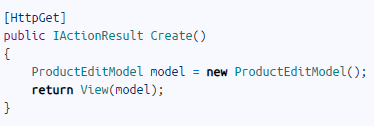 [HttpGet]
public IActionResult Create()
{
    ProductEditModel model = new ProductEditModel();
    return View(model);
}